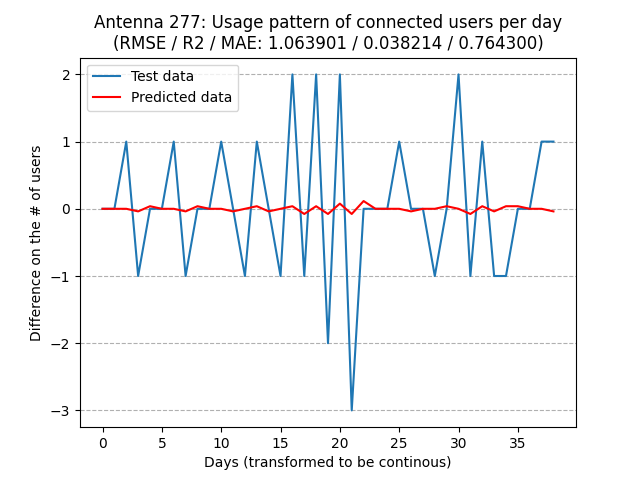 Antenna 277: Usage pattern of connected users per day
(RMSE / R2 / MAE: 1.063901 / 0.038214 / 0.764300)
Test data
Predicted data
2
1
0
−1
−2
−3
Difference on the # of users
0 5 10 15 20 25 30 35
Days (transformed to be continous)